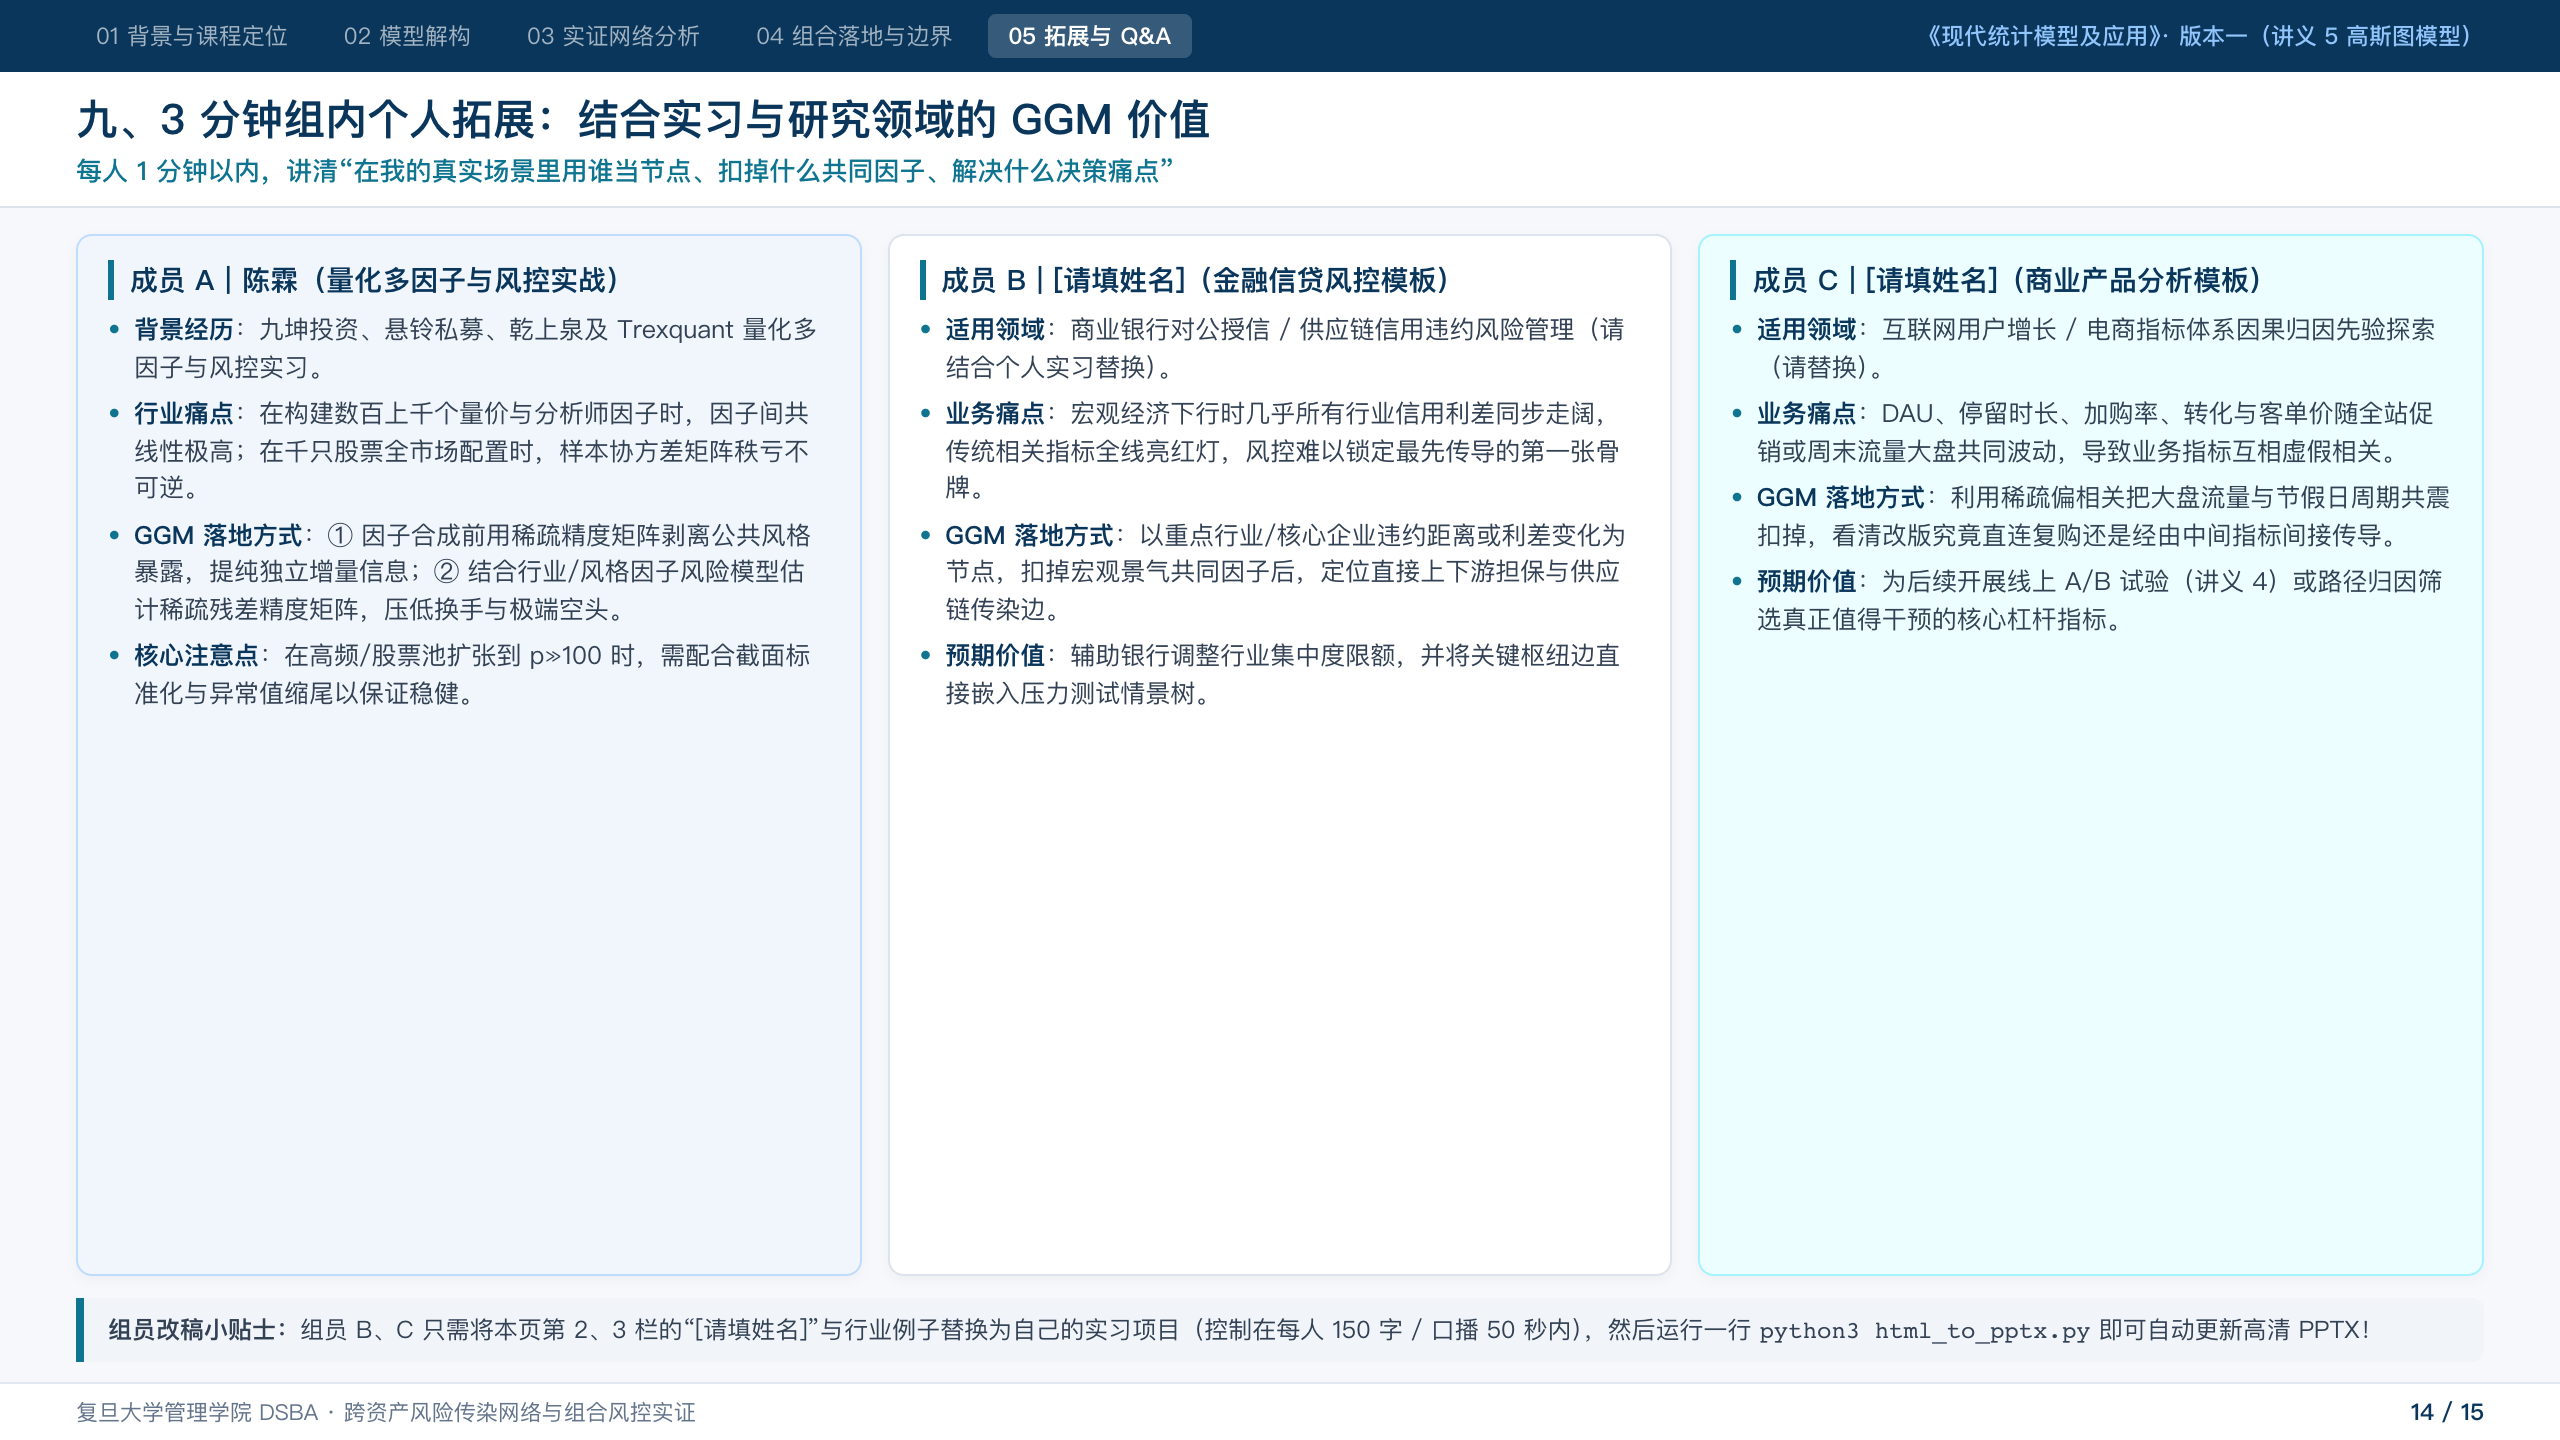 01 背景与课程定位 02 模型解构 03 实证网络分析 04 组合落地与边界 05 拓展与 Q&A 《现代统计模型及应用》· 版本一（讲义 5 高斯图模型）
九、3 分钟组内个人拓展：结合实习与研究领域的 GGM 价值
每人 1 分钟以内，讲清“在我的真实场景里用谁当节点、扣掉什么共同因子、解决什么决策痛点”
成员 A | 陈霖（量化多因子与风控实战）
• 背景经历：九坤投资、悬铃私募、乾上泉及 Trexquant 量化多
因子与风控实习。
• 行业痛点：在构建数百上千个量价与分析师因子时，因子间共
线性极高；在千只股票全市场配置时，样本协方差矩阵秩亏不
可逆。
• GGM 落地方式：① 因子合成前用稀疏精度矩阵剥离公共风格
暴露，提纯独立增量信息；② 结合行业/风格因子风险模型估
计稀疏残差精度矩阵，压低换手与极端空头。
• 核心注意点：在高频/股票池扩张到 p≫100 时，需配合截面标
准化与异常值缩尾以保证稳健。
成员 B | [请填姓名]（金融信贷风控模板）
• 适用领域：商业银行对公授信 / 供应链信用违约风险管理（请
结合个人实习替换）。
• 业务痛点：宏观经济下行时几乎所有行业信用利差同步走阔，
传统相关指标全线亮红灯，风控难以锁定最先传导的第一张骨
牌。
• GGM 落地方式：以重点行业/核心企业违约距离或利差变化为
节点，扣掉宏观景气共同因子后，定位直接上下游担保与供应
链传染边。
• 预期价值：辅助银行调整行业集中度限额，并将关键枢纽边直
接嵌入压力测试情景树。
成员 C | [请填姓名]（商业产品分析模板）
• 适用领域：互联网用户增长 / 电商指标体系因果归因先验探索
（请替换）。
• 业务痛点：DAU、停留时长、加购率、转化与客单价随全站促
销或周末流量大盘共同波动，导致业务指标互相虚假相关。
• GGM 落地方式：利用稀疏偏相关把大盘流量与节假日周期共震
扣掉，看清改版究竟直连复购还是经由中间指标间接传导。
• 预期价值：为后续开展线上 A/B 试验（讲义 4）或路径归因筛
选真正值得干预的核心杠杆指标。
组员改稿小贴士：组员 B、C 只需将本页第 2、3 栏的“[请填姓名]”与行业例子替换为自己的实习项目（控制在每人 150 字 / 口播 50 秒内），然后运行一行 python3 html_to_pptx.py 即可自动更新高清 PPTX！
复旦大学管理学院 DSBA · 跨资产风险传染网络与组合风控实证
14 / 15